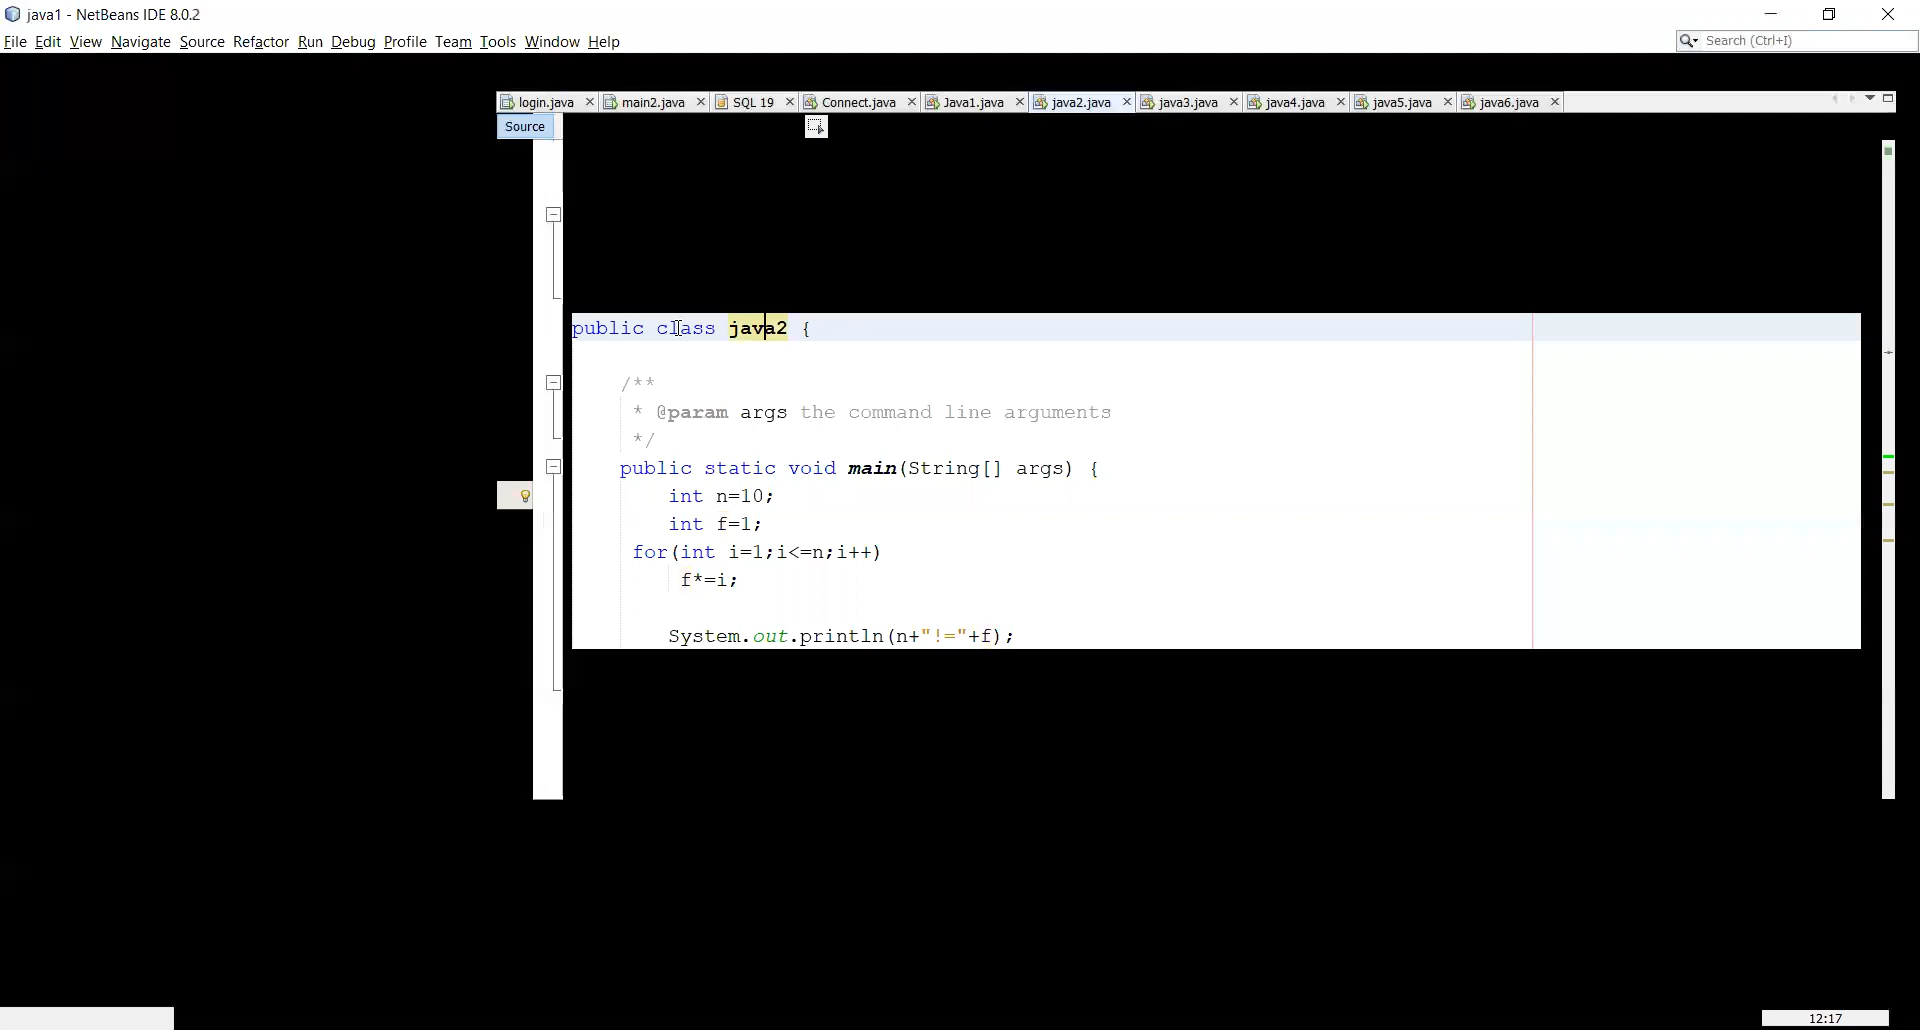 java1 - NetBeans IDE 8.0.2
File Edit View Navigate Source Refactor Run Debug Profile Team Tools Window Help
Search (Ctrl+I)
login.java main2.java SQL 19 Connect.java Java1.java java2.java java3.java java4.java java5.java java6.java
Source
public class java2 {
/**
* @param args the command line arguments
*/
public static void main(String[] args) {
int n=10;
int f=1;
for(int i=1;i<=n;i++)
f*=i;
System.out.println(n+"!="+f);
12:17